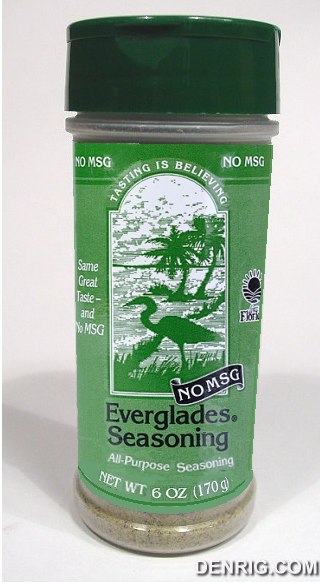 NO MSG
NO MSG
TASTING IS BELIEVING
Same
Great
Taste –
and
No MSG
NO MSG
Everglades®
Seasoning
All-Purpose Seasoning
NET WT 6 OZ (170g)
DENRIG.COM